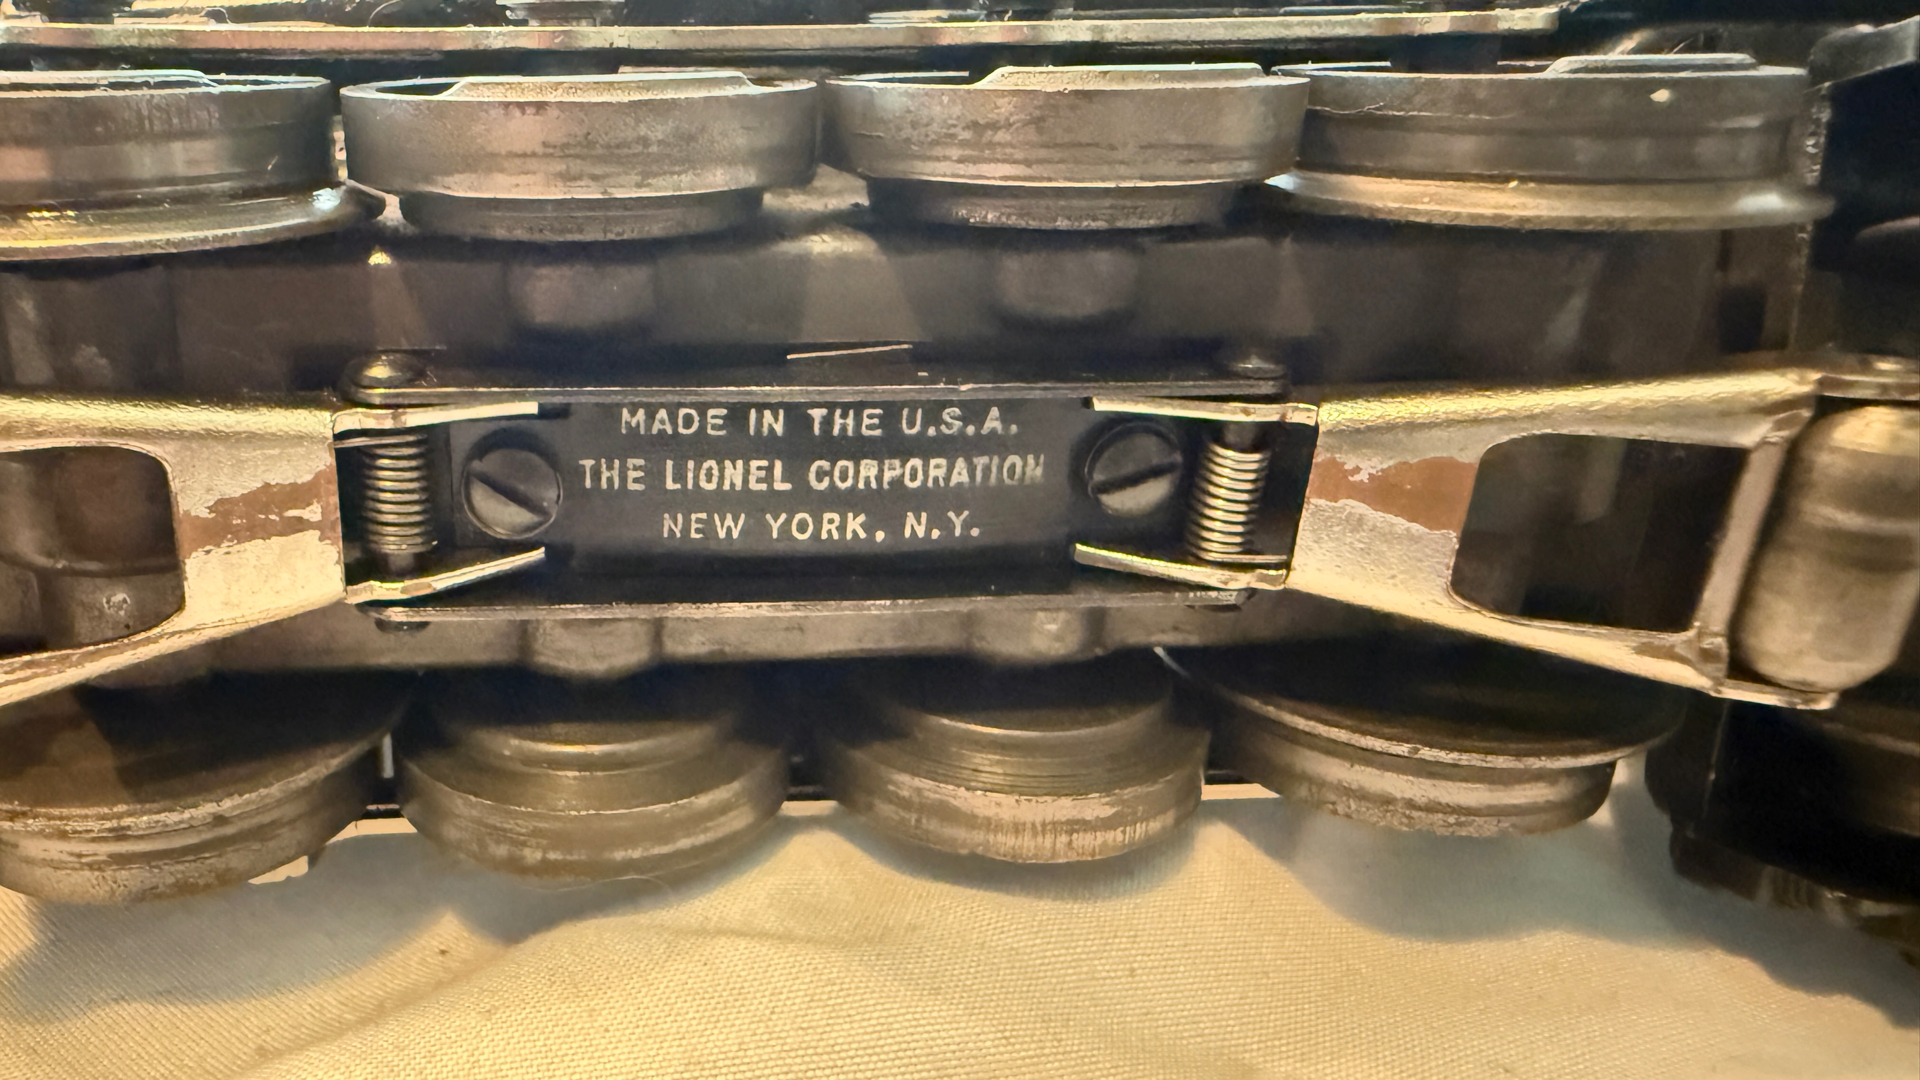 MADE IN THE U.S.A.
THE LIONEL CORPORATION
NEW YORK, N.Y.